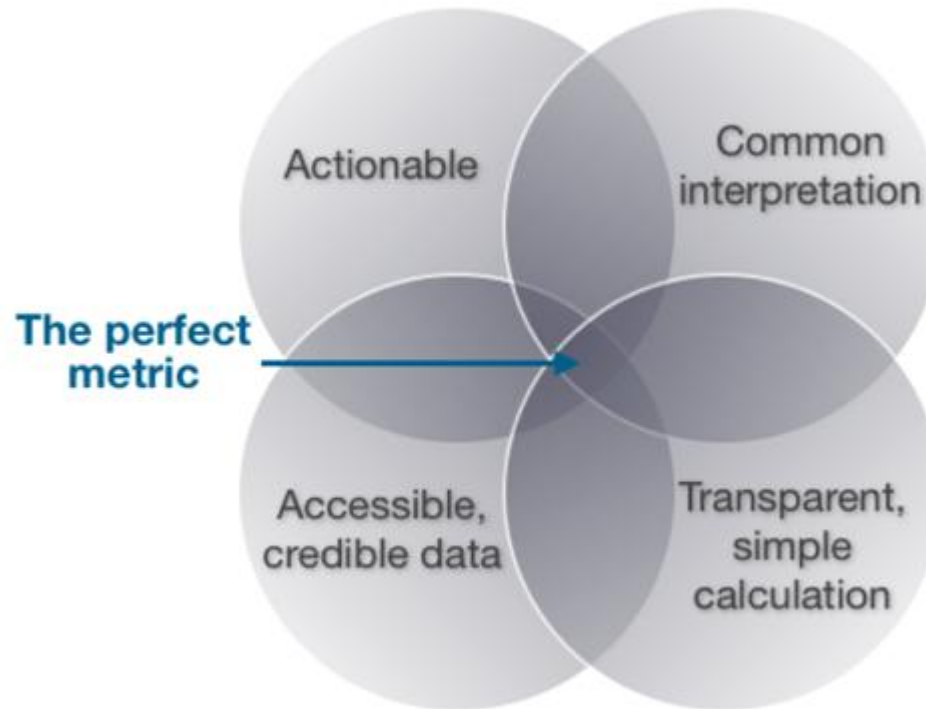 Actionable
Common
interpretation
The perfect
metric
Accessible,
credible data
Transparent,
simple
calculation